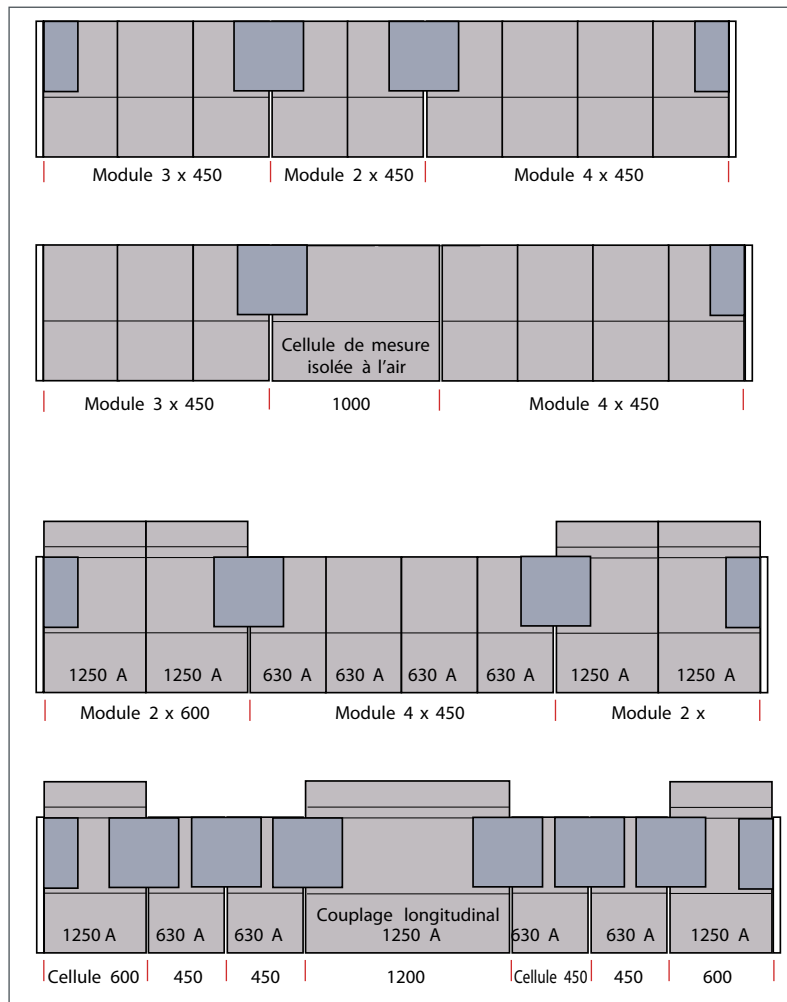 Module 3 x 450 Module 2 x 450 Module 4 x 450
Cellule de mesure
isolée à l'air
Module 3 x 450 1000 Module 4 x 450
1250 A 1250 A 630 A 630 A 630 A 630 A 1250 A 1250 A
Module 2 x 600 Module 4 x 450 Module 2 x
Couplage longitudinal
1250 A 630 A 630 A 1250 A 630 A 630 A 1250 A
Cellule 600 450 450 1200 Cellule 450 450 600